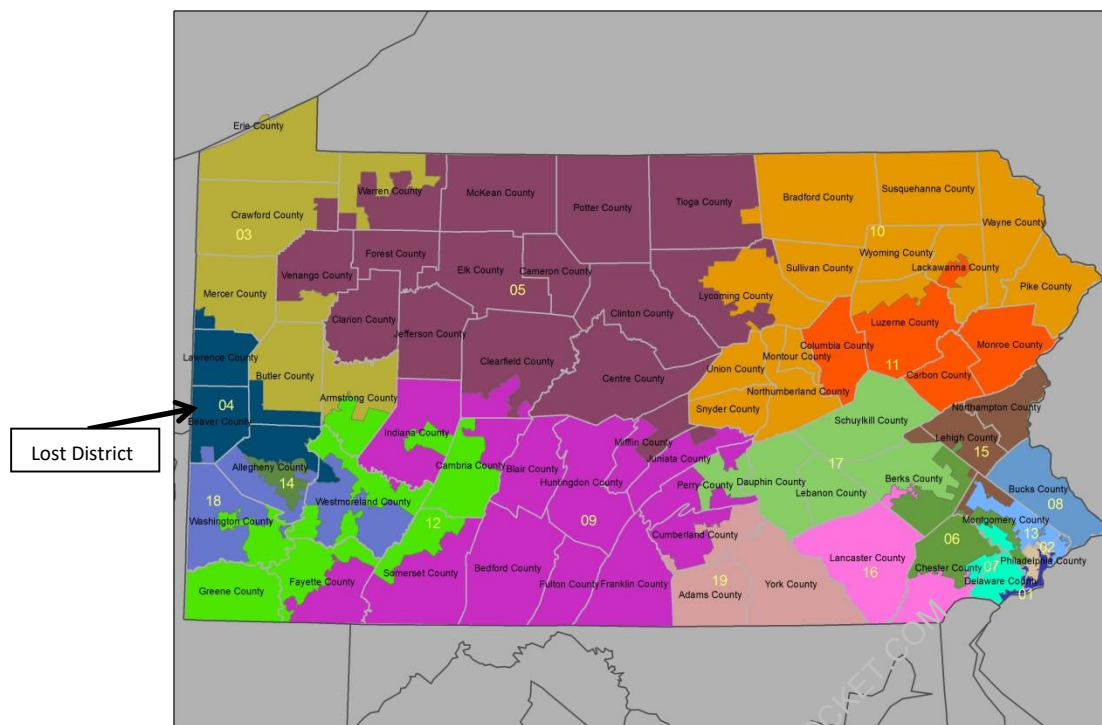 Erie County
Warren County
McKean County
Potter County
Tioga County
Bradford County
Susquehanna County
Wayne County
Crawford County
03
10
Wyoming County
Forest County
Elk County
Cameron County
05
Sullivan County
Lackawanna County
Venango County
Pike County
Mercer County
Lycoming County
Clarion County
Clinton County
Luzerne County
Jefferson County
Columbia County
Monroe County
Lawrence County
Clearfield County
Montour County
11
Butler County
Centre County
Union County
Carbon County
04
Armstrong County
Northumberland County
Beaver County
Snyder County
Northampton County
Lost District
Schuylkill County
Indiana County
Mifflin County
Lehigh County
15
Allegheny County
Cambria County
Blair County
Juniata County
17
14
Huntingdon County
Perry County
Dauphin County
Berks County
Lebanon County
Bucks County
18
Westmoreland County
08
Washington County
12
09
Montgomery County
13
Cumberland County
06
02
Lancaster County
Philadelphia County
Somerset County
Bedford County
16
Chester County
07
Fayette County
Fulton County
Franklin County
19
York County
Delaware County
Greene County
Adams County
01